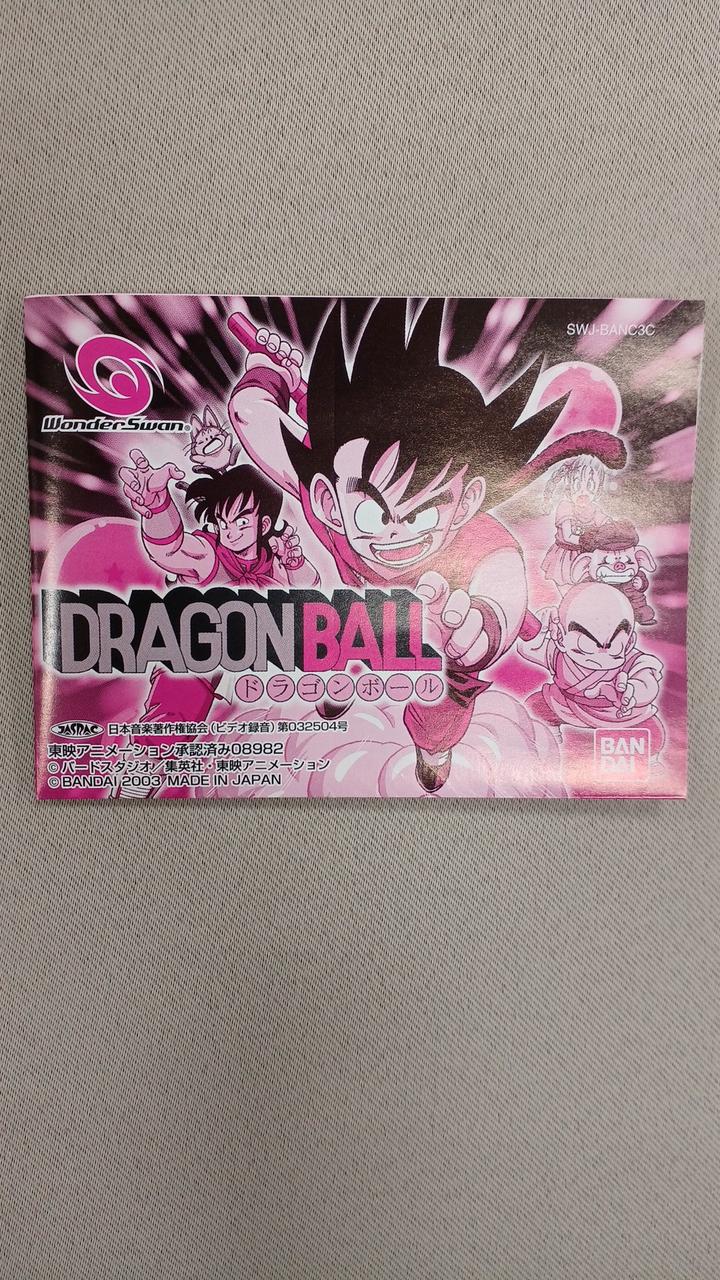 SWJ-BANC3C
WonderSwan®
DRAGON BALL
ドラゴンボール
JASRAC 日本音楽著作権協会(ビデオ録音)第032504号
東映アニメーション承認済み08982
©バードスタジオ/集英社・東映アニメーション
©BANDAI 2003 MADE IN JAPAN
BAN
DAI